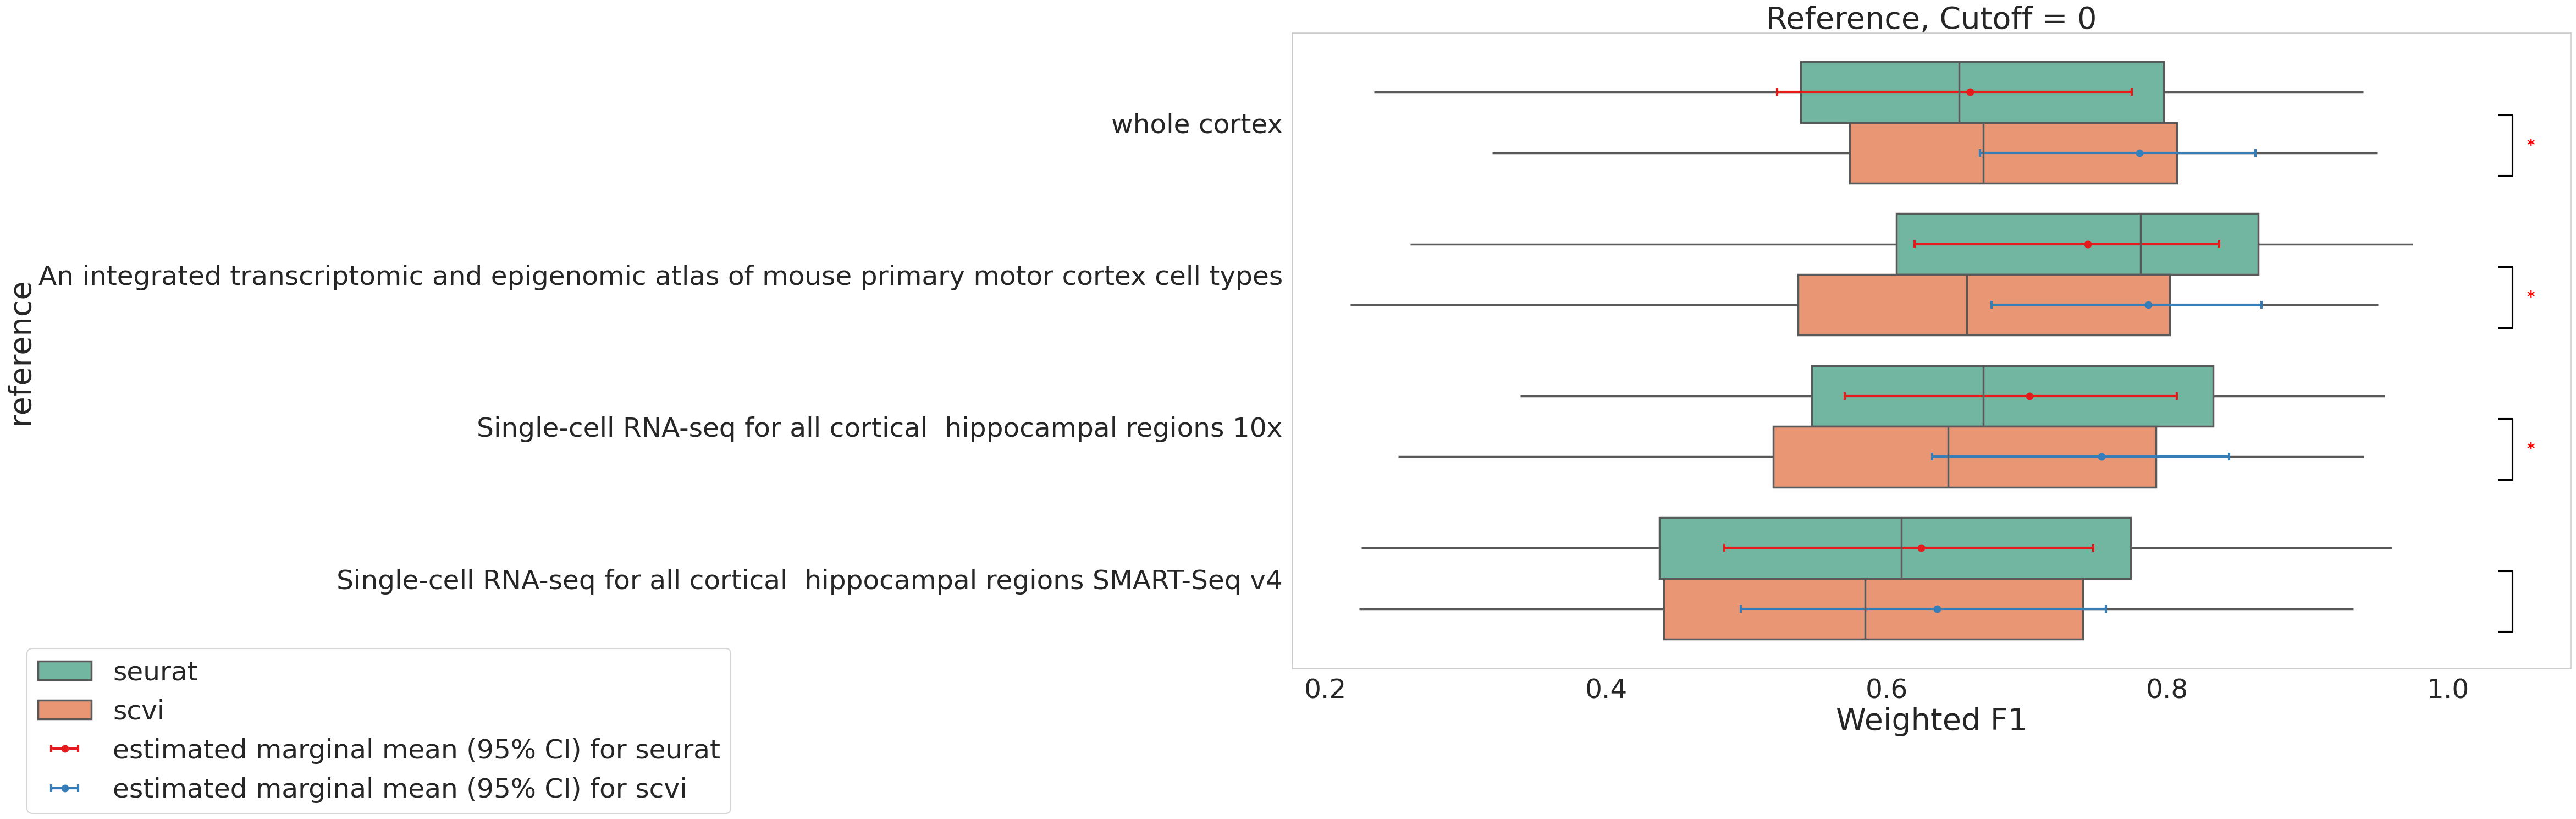 Reference, Cutoff = 0
reference
whole cortex
*
An integrated transcriptomic and epigenomic atlas of mouse primary motor cortex cell types
*
Single-cell RNA-seq for all cortical  hippocampal regions 10x
*
Single-cell RNA-seq for all cortical  hippocampal regions SMART-Seq v4
0.2 0.4 0.6 0.8 1.0
Weighted F1
seurat
scvi
estimated marginal mean (95% CI) for seurat
estimated marginal mean (95% CI) for scvi